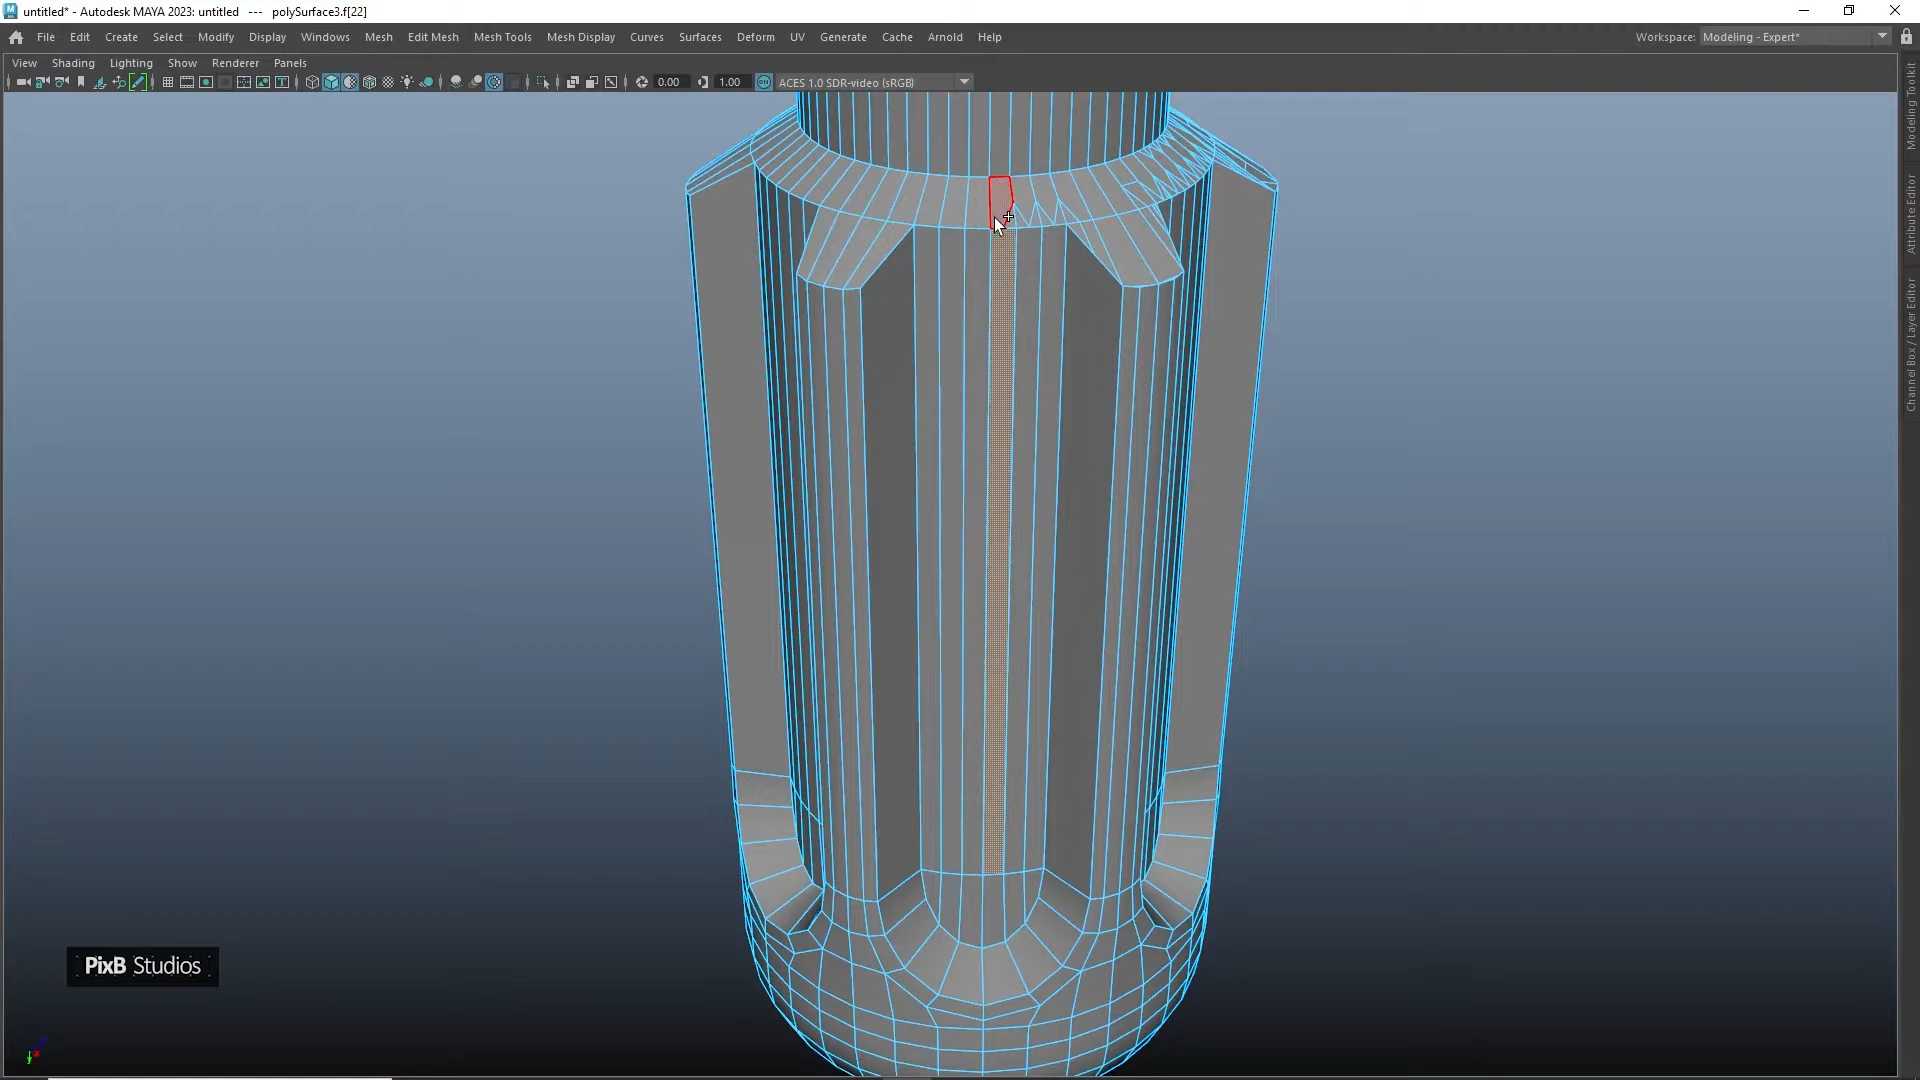 untitled* - Autodesk MAYA 2023: untitled --- polySurface3.f[22]
File Edit Create Select Modify Display Windows Mesh Edit Mesh Mesh Tools Mesh Display Curves Surfaces Deform UV Generate Cache Arnold Help Workspace: Modeling - Expert*
View Shading Lighting Show Renderer Panels
0.00 1.00 ON ACES 1.0 SDR-video (sRGB)
Modeling Toolkit
Attribute Editor
Channel Box / Layer Editor
PixB Studios